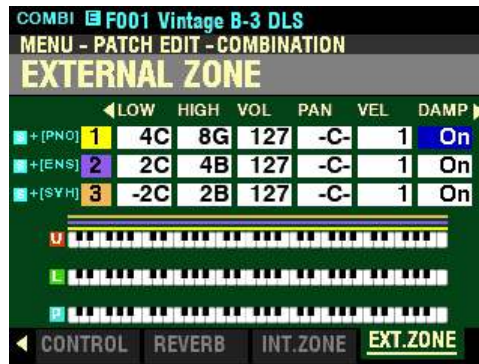 COMBI E F001 Vintage B-3 DLS
MENU - PATCH EDIT - COMBINATION
EXTERNAL ZONE
LOW HIGH VOL PAN VEL DAMP
S +[PNO] 1 4C 8G 127 -C- 1 On
S +[ENS] 2 2C 4B 127 -C- 1 On
S +[SYH] 3 -2C 2B 127 -C- 1 On
U
L
P
CONTROL REVERB INT.ZONE EXT.ZONE